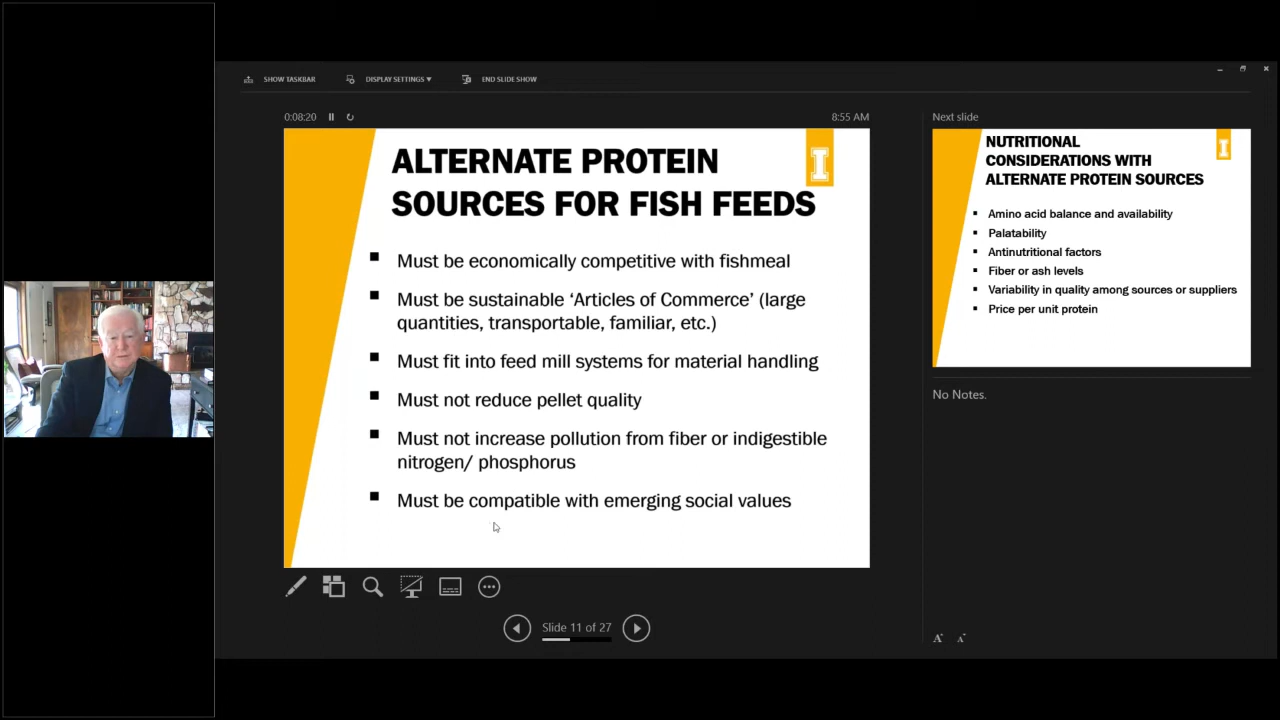 SHOW TASKBAR
DISPLAY SETTINGS ▾
END SLIDE SHOW
0:08:20
8:55 AM
ALTERNATE PROTEIN
SOURCES FOR FISH FEEDS
I
▪ Must be economically competitive with fishmeal
▪ Must be sustainable ‘Articles of Commerce’ (large
quantities, transportable, familiar, etc.)
▪ Must fit into feed mill systems for material handling
▪ Must not reduce pellet quality
▪ Must not increase pollution from fiber or indigestible
nitrogen/ phosphorus
▪ Must be compatible with emerging social values
Slide 11 of 27
Next slide
NUTRITIONAL
CONSIDERATIONS WITH
ALTERNATE PROTEIN SOURCES
I
▪ Amino acid balance and availability
▪ Palatability
▪ Antinutritional factors
▪ Fiber or ash levels
▪ Variability in quality among sources or suppliers
▪ Price per unit protein
No Notes.
A A